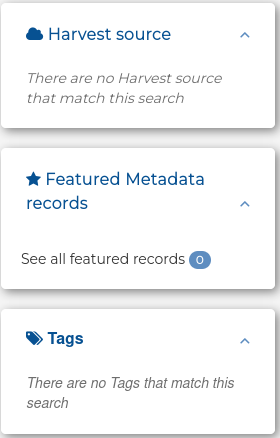 Harvest source
There are no Harvest source
that match this search
Featured Metadata
records
See all featured records 0
Tags
There are no Tags that match this
search